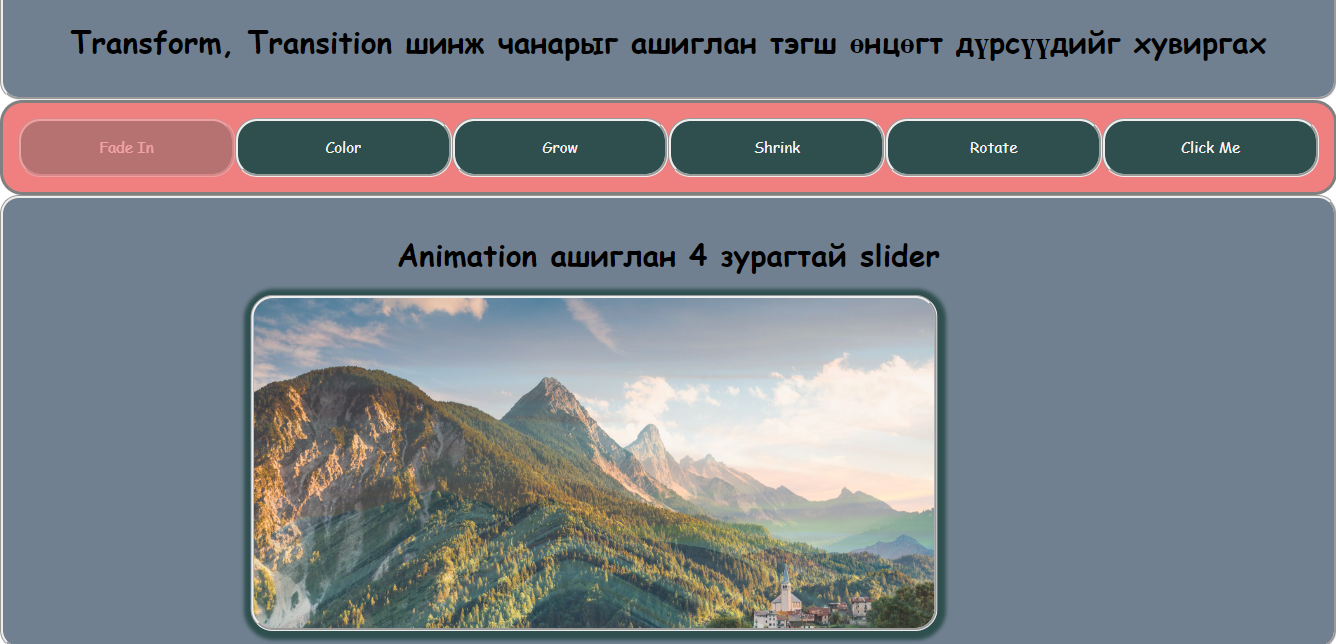 Transform, Transition шинж чанарыг ашиглан тэгш өнцөгт дүрсүүдийг хувиргах
Fade In
Color
Grow
Shrink
Rotate
Click Me
Animation ашиглан 4 зурагтай slider